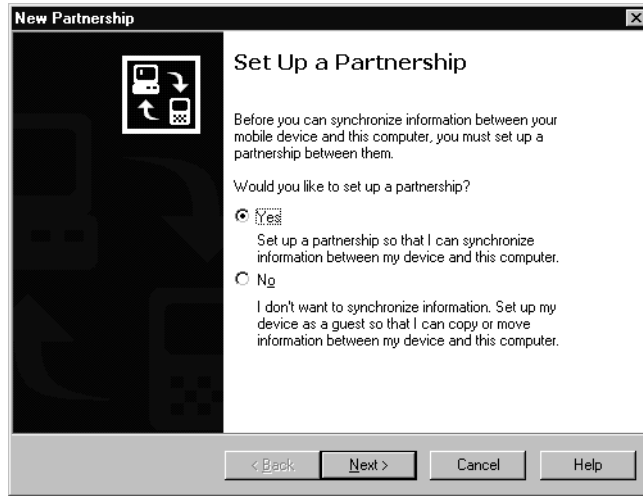 New Partnership
Set Up a Partnership
Before you can synchronize information between your
mobile device and this computer, you must set up a
partnership between them.
Would you like to set up a partnership?
Yes
Set up a partnership so that I can synchronize
information between my device and this computer.
No
I don't want to synchronize information. Set up my
device as a guest so that I can copy or move
information between my device and this computer.
< Back Next > Cancel Help